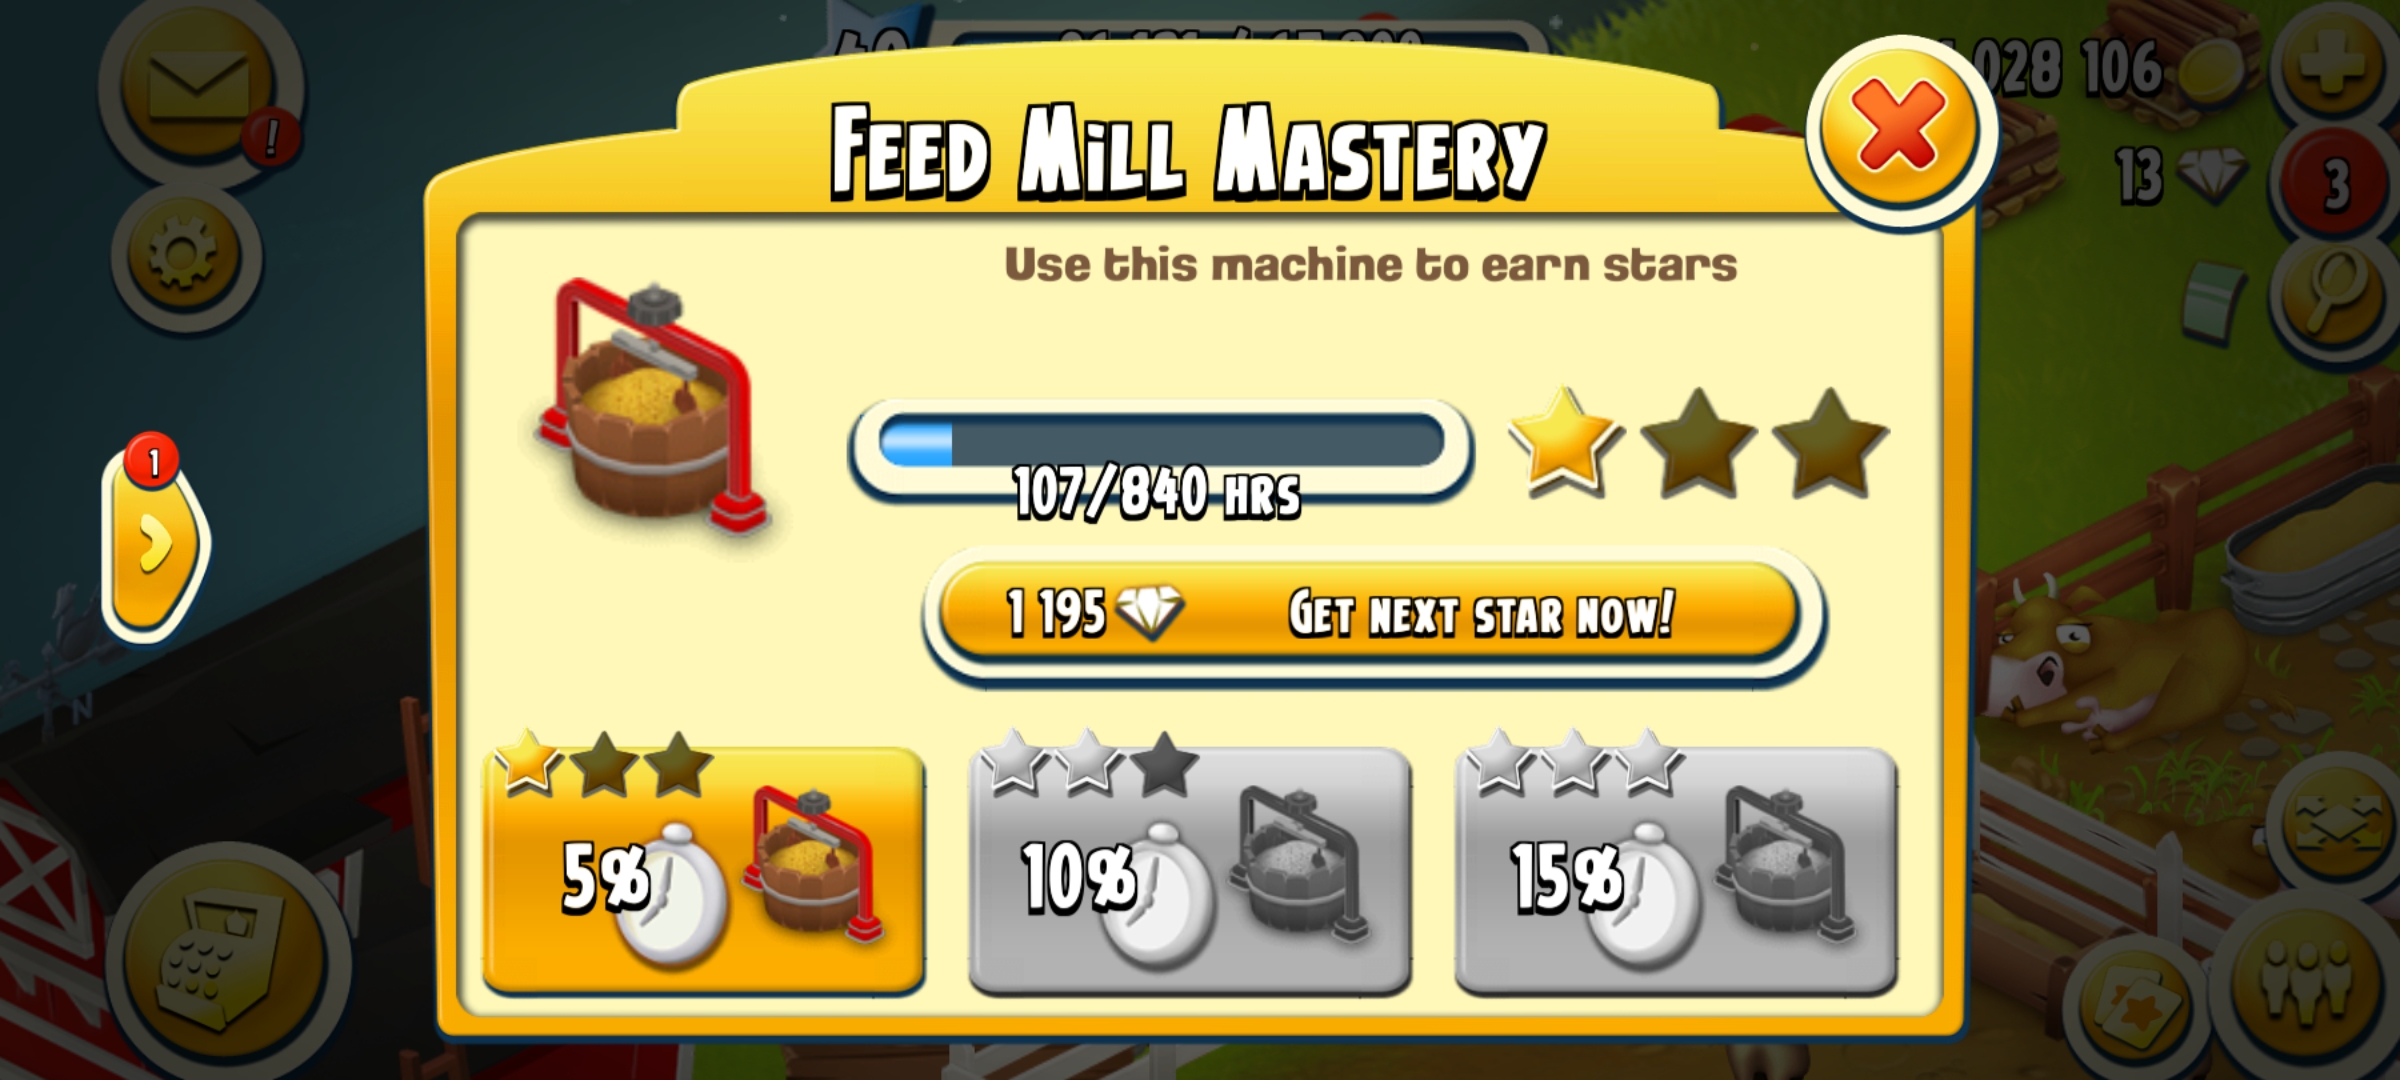 028 106
!
FEED MiLL MASTERY
13
3
Use this machine to earn stars
1
107/840 HRS
1 195 GET NEXT STAR NOW!
N
5%
10%
15%